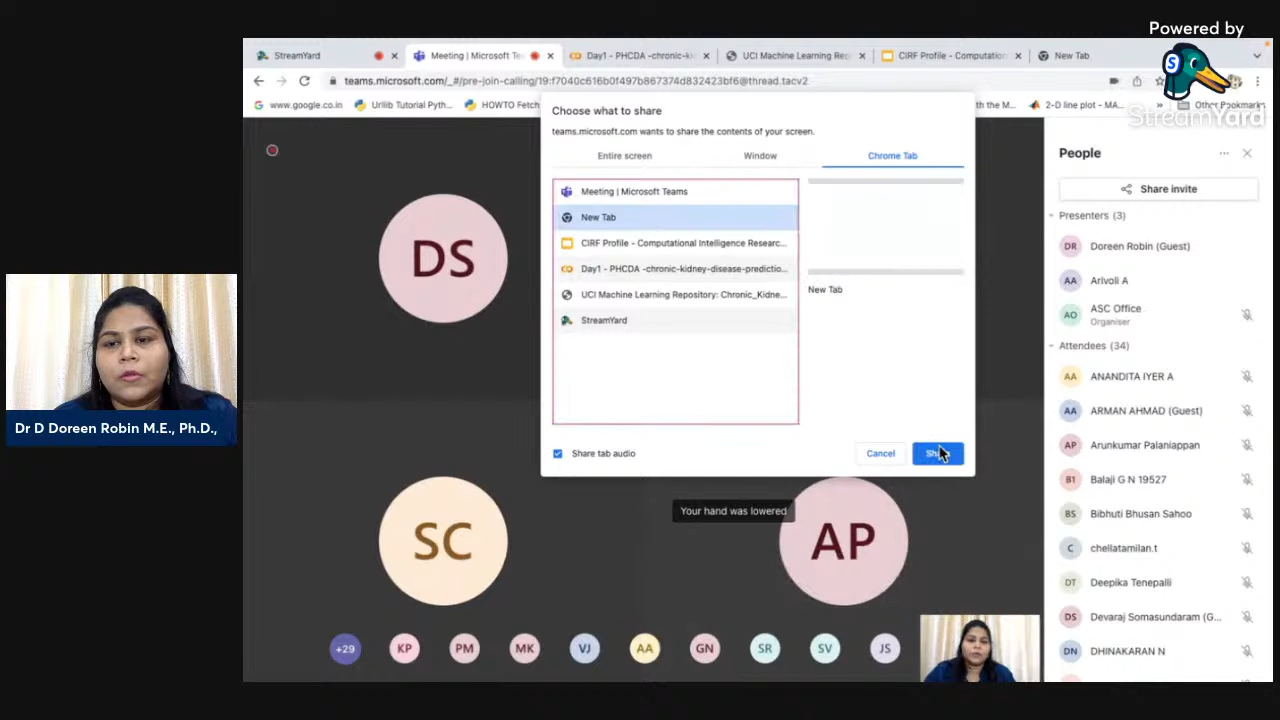 Powered by
StreamYard
StreamYard
Meeting | Microsoft Tea
Day1 - PHCDA -chronic-kid
UCI Machine Learning Rep
CIRF Profile - Computation
New Tab
teams.microsoft.com/_#/pre-join-calling/19:f7040c616b0f497b867374d832423bf6@thread.tacv2
www.google.co.in
Urllib Tutorial Pyth...
HOWTO Fetch
th the M...
2-D line plot - MA...
»
Other Bookmarks
Choose what to share
teams.microsoft.com wants to share the contents of your screen.
Entire screen
Window
Chrome Tab
Meeting | Microsoft Teams
New Tab
CIRF Profile - Computational Intelligence Researc...
Day1 - PHCDA -chronic-kidney-disease-predictio...
UCI Machine Learning Repository: Chronic_Kidne...
StreamYard
New Tab
Share tab audio
Cancel
Your hand was lowered
DS
SC
AP
+29
KP
PM
MK
VJ
AA
GN
SR
SV
JS
People
Share invite
Presenters (3)
DR
Doreen Robin (Guest)
AA
Arivoli A
AO
ASC Office
Organiser
Attendees (34)
AA
ANANDITA IYER A
AA
ARMAN AHMAD (Guest)
AP
Arunkumar Palaniappan
B1
Balaji G N 19527
BS
Bibhuti Bhusan Sahoo
C
chellatamilan.t
DT
Deepika Tenepalli
DS
Devaraj Somasundaram (G...
DN
DHINAKARAN N
Dr D Doreen Robin M.E., Ph.D.,